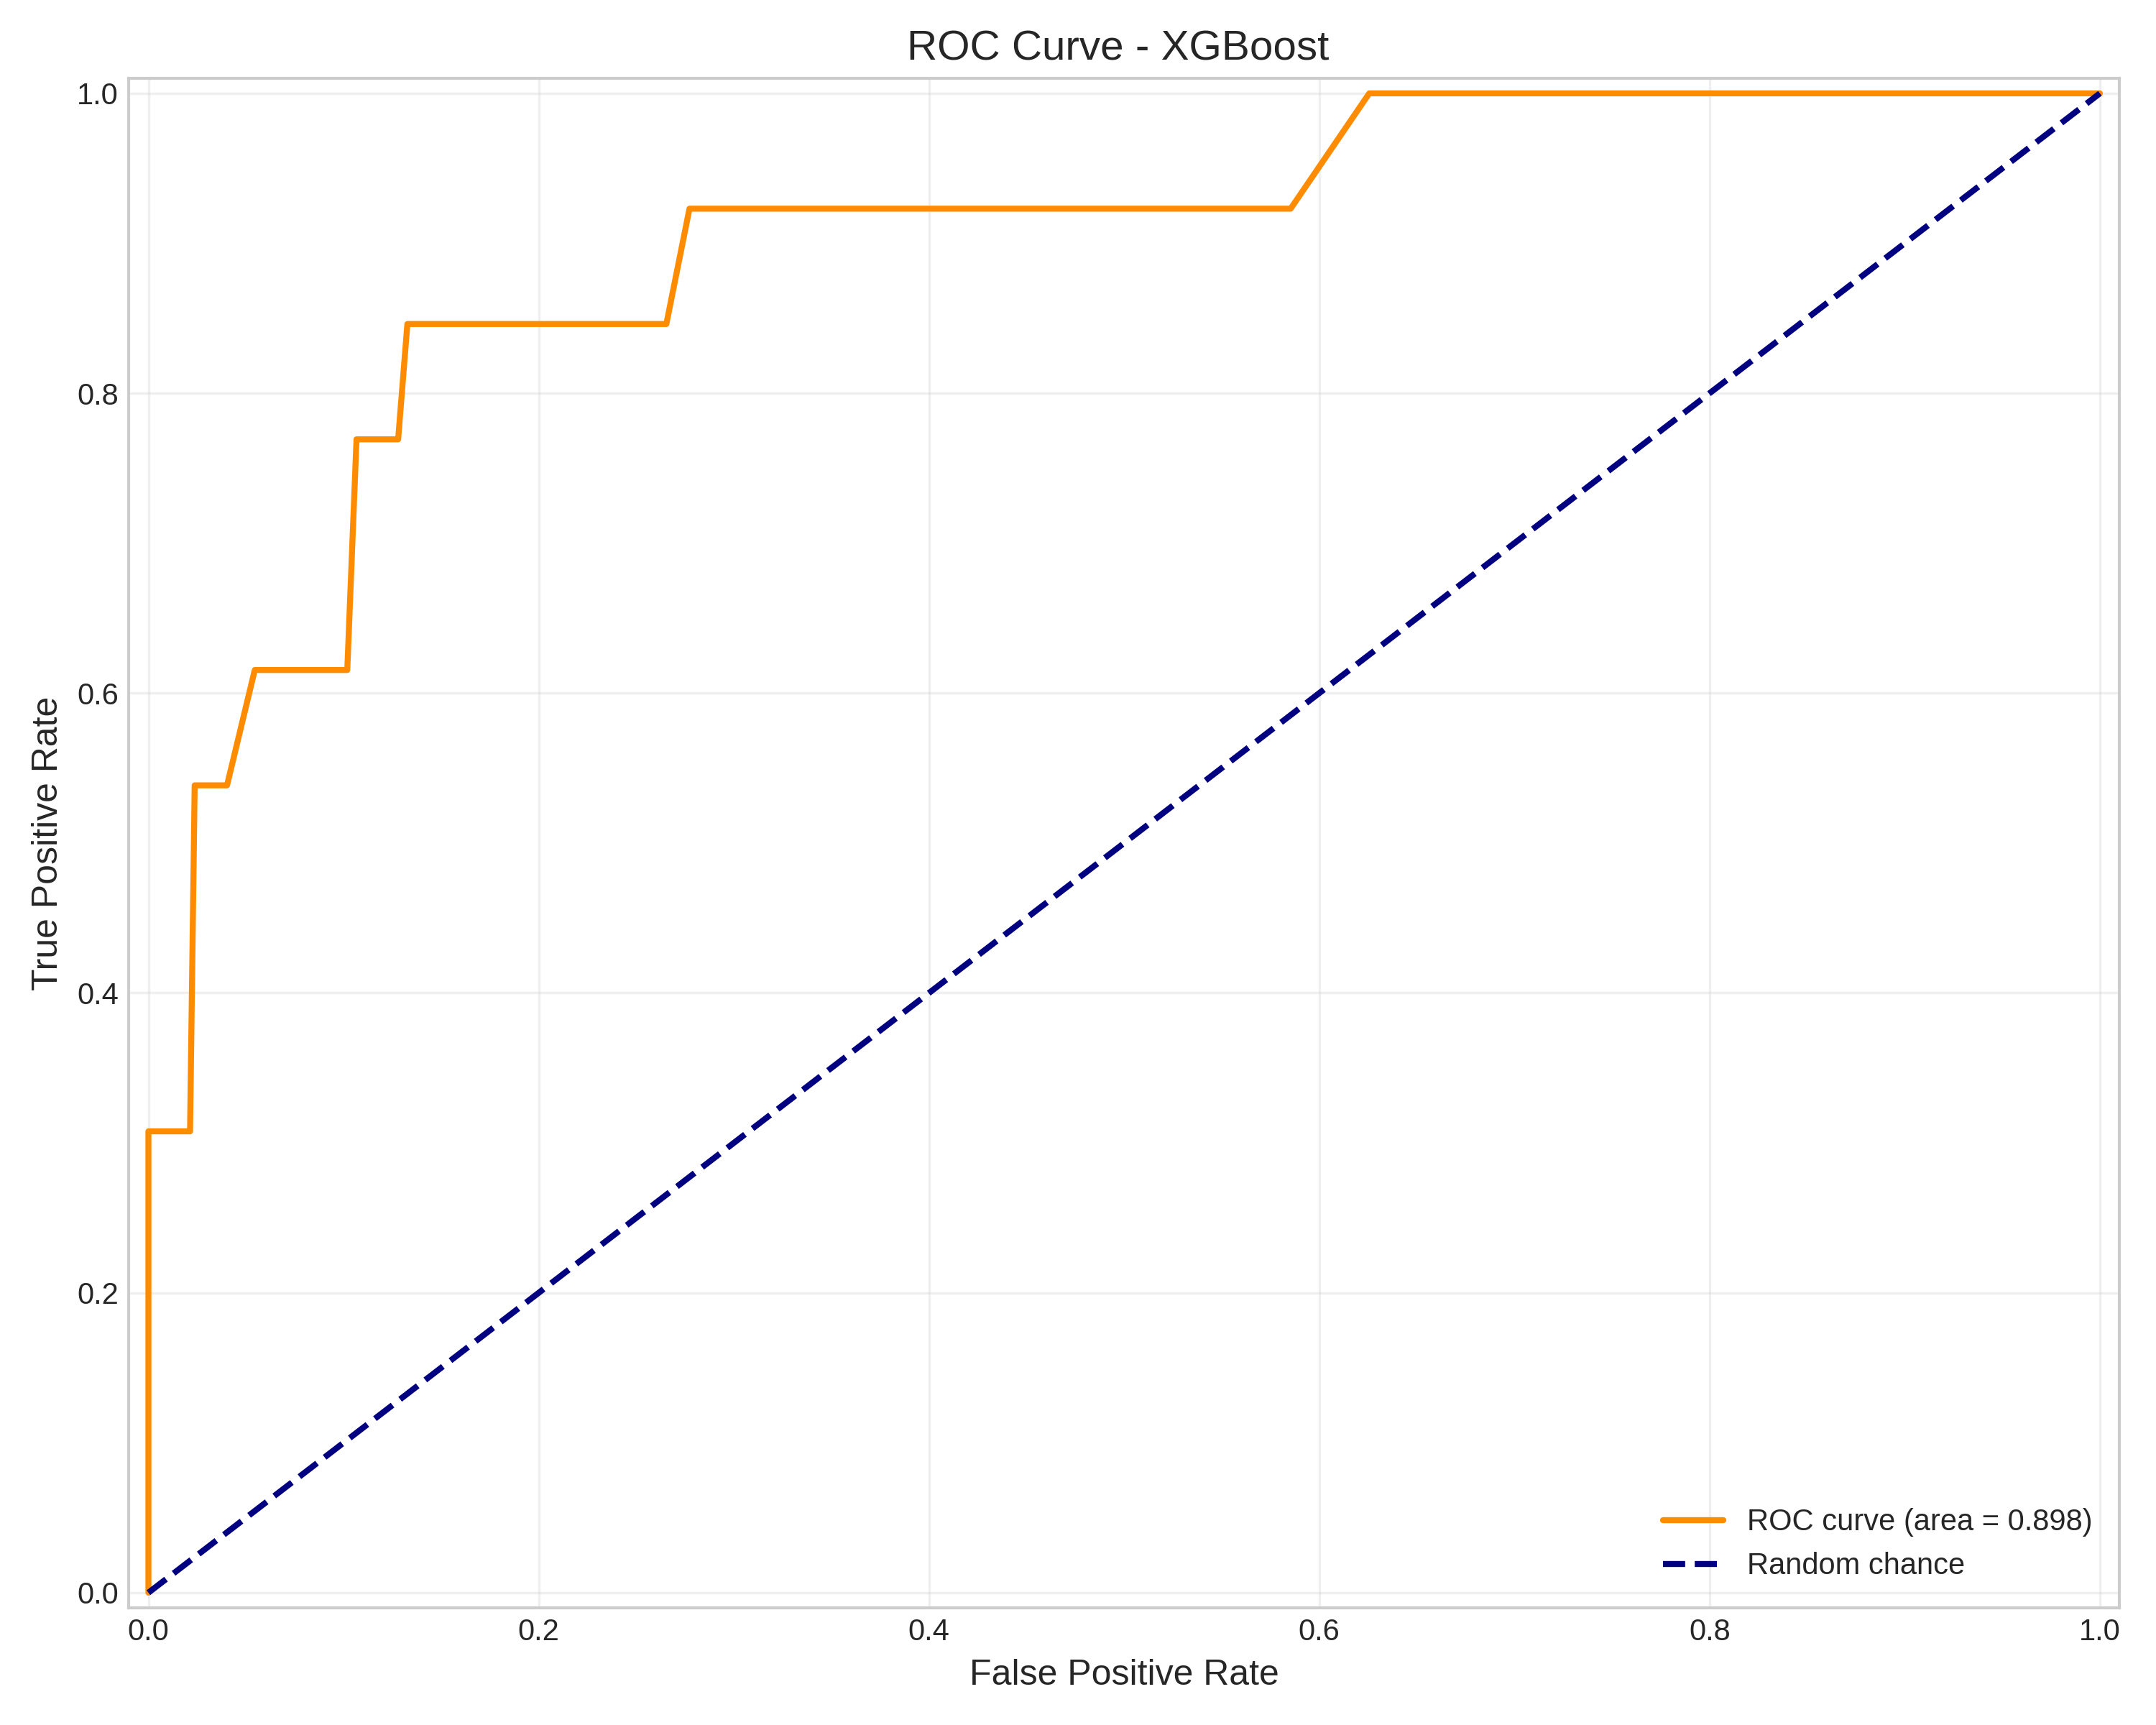 ROC Curve - XGBoost
True Positive Rate
1.0
0.8
0.6
0.4
0.2
0.0
0.0 0.2 0.4 0.6 0.8 1.0
False Positive Rate
ROC curve (area = 0.898)
Random chance